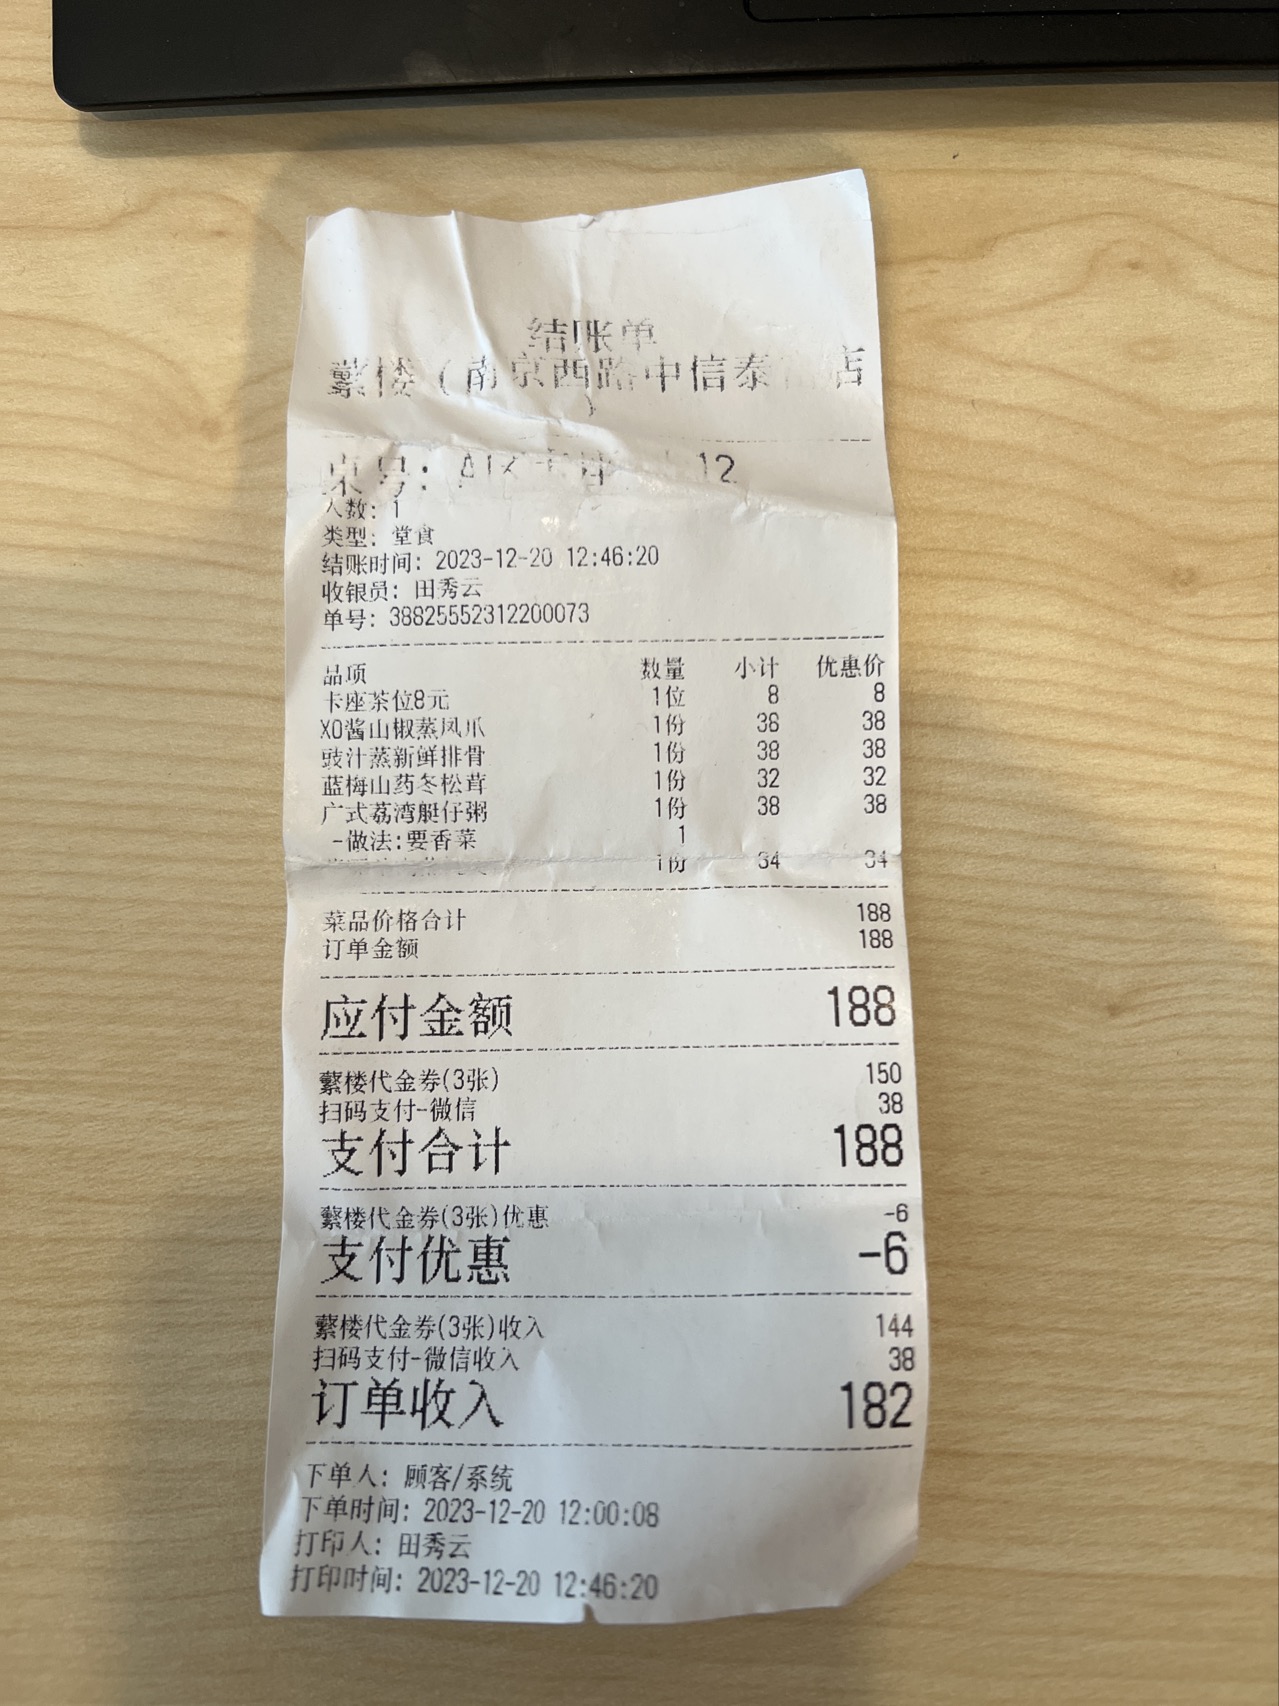 结账单
蘩楼(南京西路中信泰店
)
桌号: 12
人数: 1
类型: 堂食
结账时间: 2023-12-20 12:46:20
收银员: 田秀云
单号: 38825552312200073
品项 数量 小计 优惠价
卡座茶位8元 1位 8 8
XO酱山椒蒸凤爪 1份 38 38
豉汁蒸新鲜排骨 1份 38 38
蓝梅山药冬松茸 1份 32 32
广式荔湾艇仔粥 1份 38 38
-做法:要香菜 1
1份 34 34
菜品价格合计 188
订单金额 188
应付金额 188
蘩楼代金券(3张) 150
扫码支付-微信 38
支付合计 188
蘩楼代金券(3张)优惠 -6
支付优惠 -6
蘩楼代金券(3张)收入 144
扫码支付-微信收入 38
订单收入 182
下单人: 顾客/系统
下单时间: 2023-12-20 12:00:08
打印人: 田秀云
打印时间: 2023-12-20 12:46:20